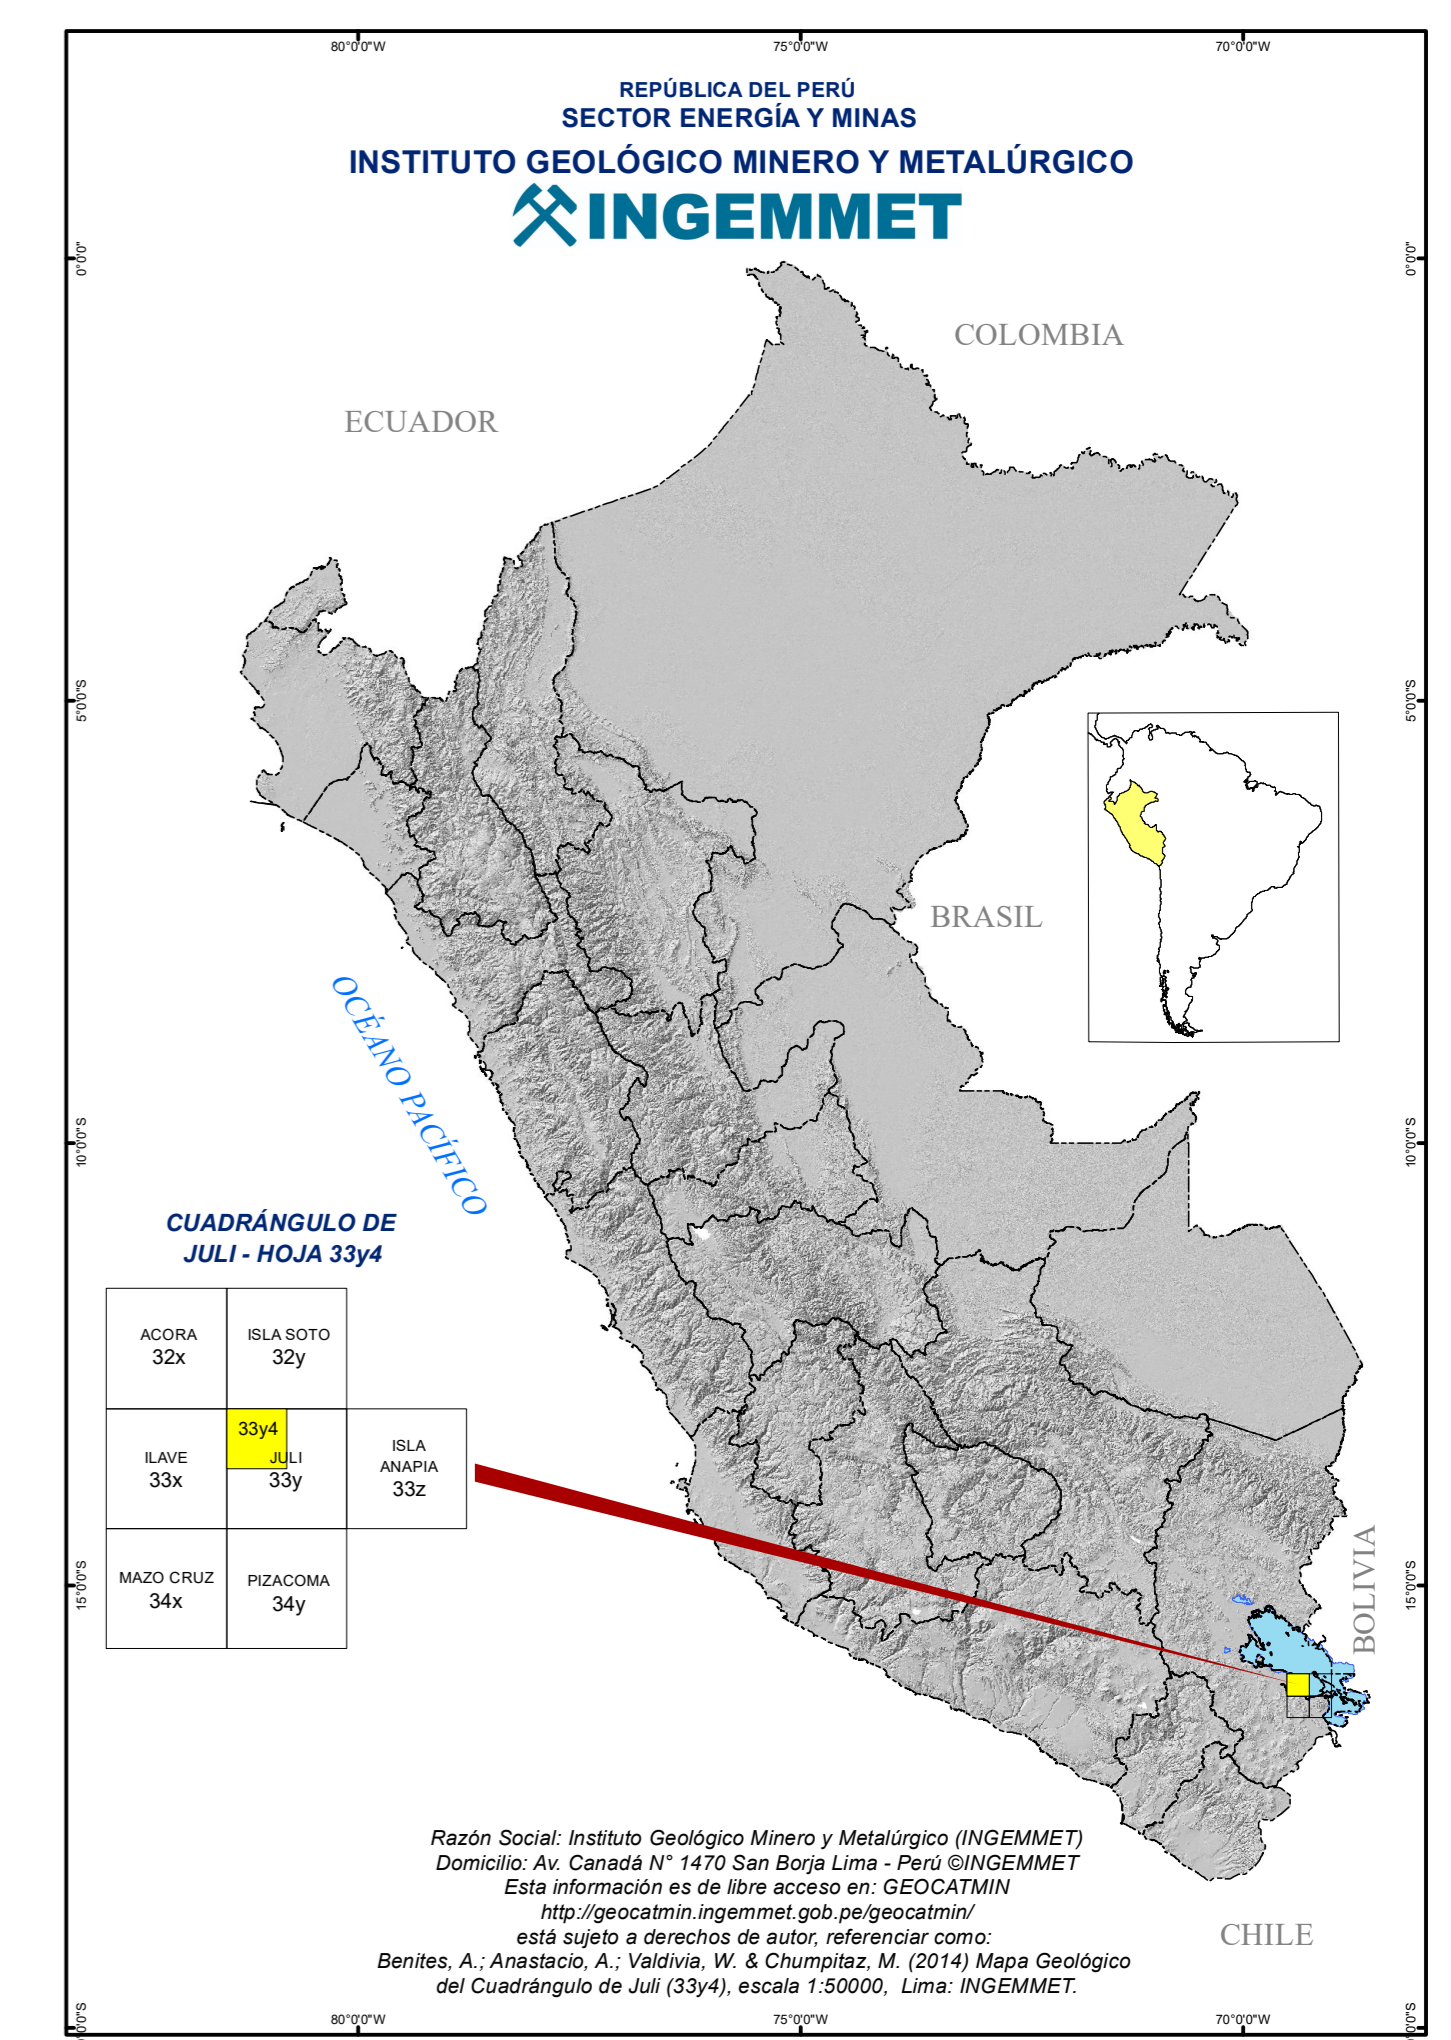 80°0'0"W
75°0'0"W
70°0'0"W
REPÚBLICA DEL PERÚ
SECTOR ENERGÍA Y MINAS
INSTITUTO GEOLÓGICO MINERO Y METALÚRGICO
INGEMMET
0°0'0"
0°0'0"
COLOMBIA
ECUADOR
5°0'0"S
5°0'0"S
BRASIL
OCÉANO PACÍFICO
10°0'0"S
10°0'0"S
CUADRÁNGULO DE
JULI - HOJA 33y4
ACORA
32x
ISLA SOTO
32y
33y4
ILAVE
33x
JULI
33y
ISLA
ANAPIA
33z
MAZO CRUZ
34x
PIZACOMA
34y
15°0'0"S
15°0'0"S
BOLIVIA
Razón Social: Instituto Geológico Minero y Metalúrgico (INGEMMET)
Domicilio: Av. Canadá N° 1470 San Borja Lima - Perú ©INGEMMET
Esta información es de libre acceso en: GEOCATMIN
http://geocatmin.ingemmet.gob.pe/geocatmin/
está sujeto a derechos de autor, referenciar como:
Benites, A.; Anastacio, A.; Valdivia, W. & Chumpitaz, M. (2014) Mapa Geológico
del Cuadrángulo de Juli (33y4), escala 1:50000, Lima: INGEMMET.
CHILE
80°0'0"W
75°0'0"W
70°0'0"W